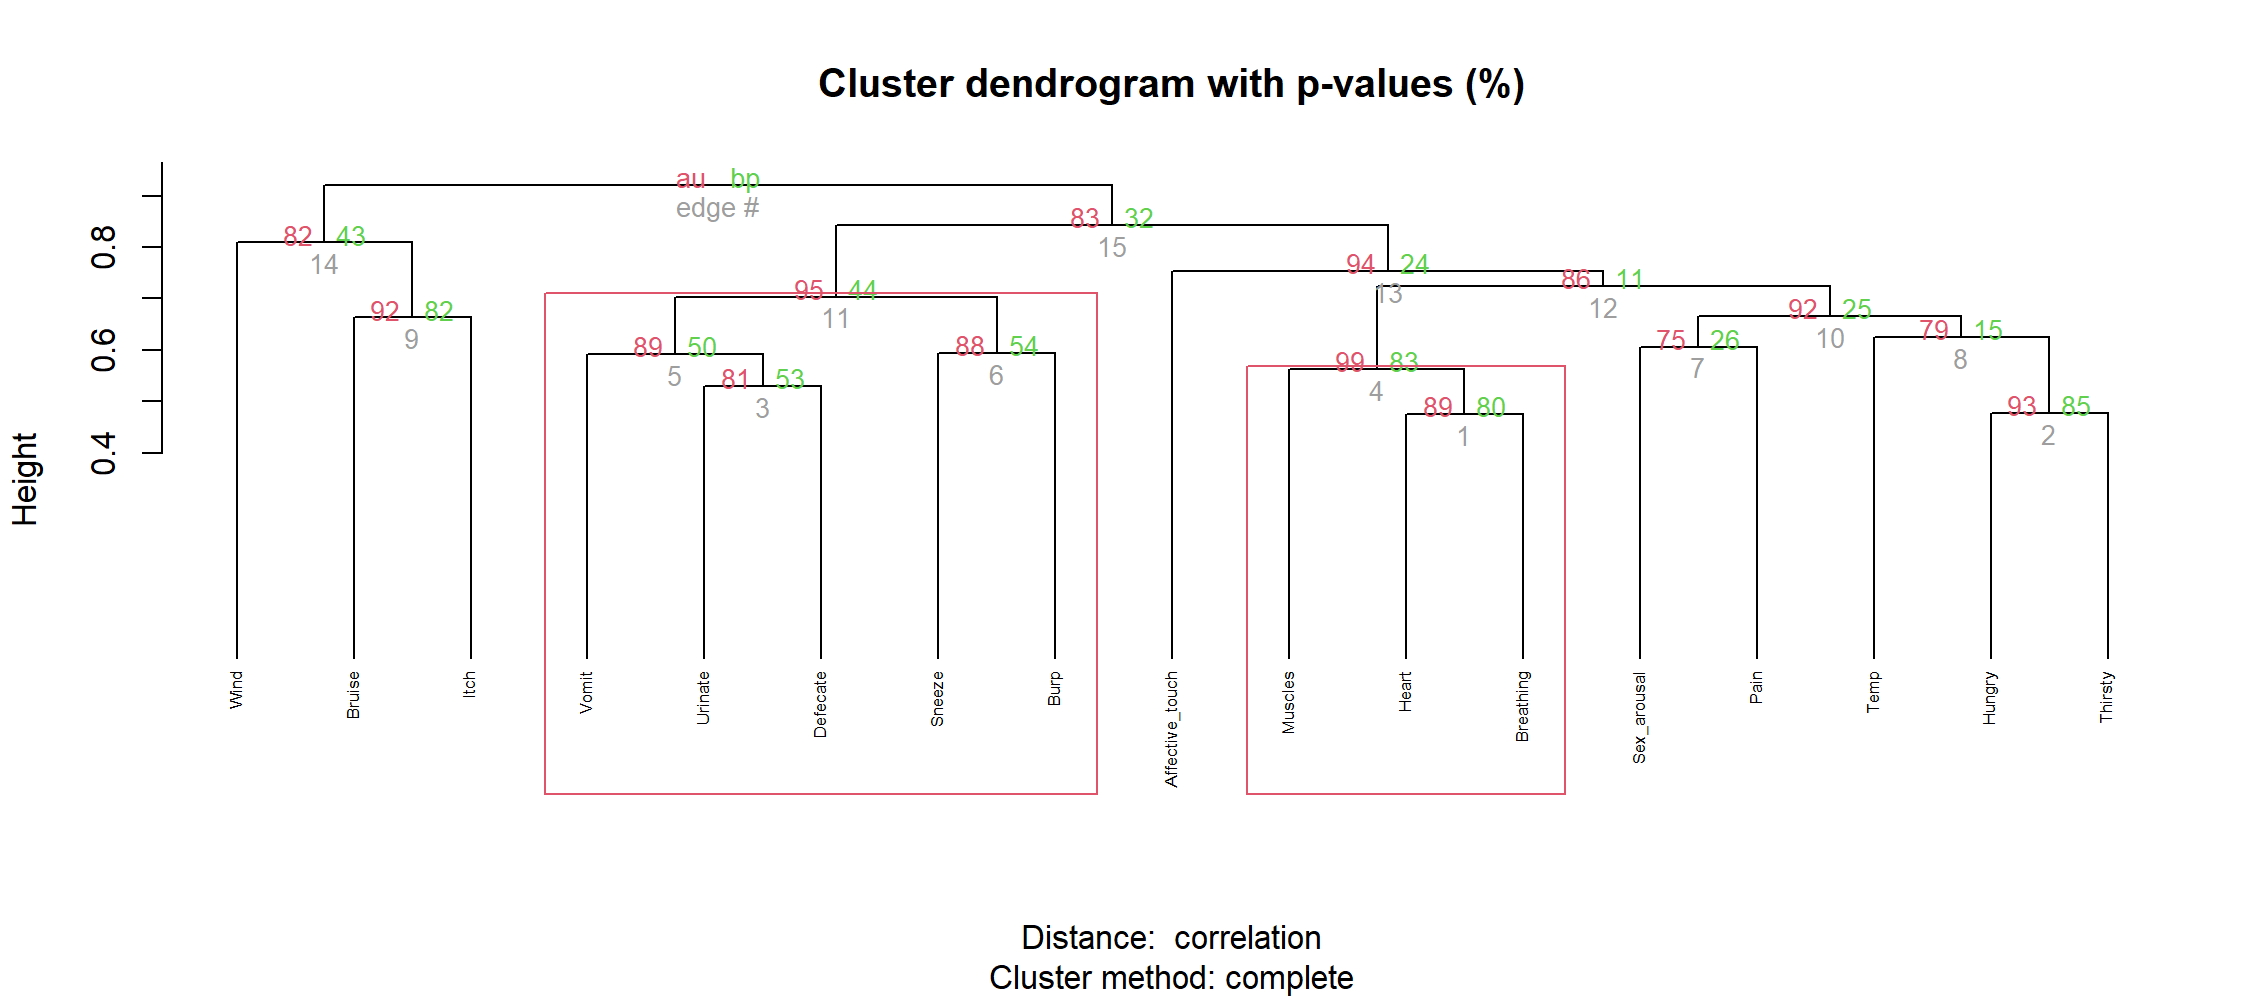 Cluster dendrogram with p-values (%)
Height
0.4 0.6 0.8
au bp
edge #
83 32
15
82 43
14
94 24
13
86 11
12
95 44
11
92 25
10
92 82
9
79 15
8
75 26
7
88 54
6
89 50
5
99 83
4
81 53
3
93 85
2
89 80
1
Wind
Bruise
Itch
Vomit
Urinate
Defecate
Sneeze
Burp
Affective_touch
Muscles
Heart
Breathing
Sex_arousal
Pain
Temp
Hungry
Thirsty
Distance: correlation
Cluster method: complete